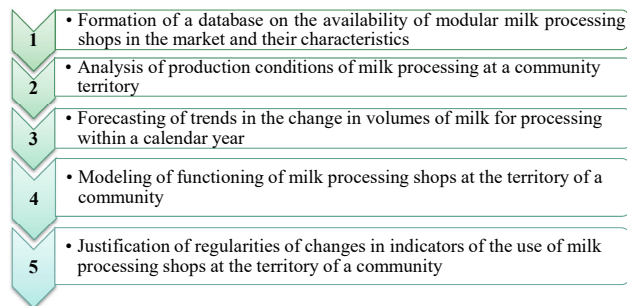 1
• Formation of a database on the availability of modular milk processing
shops in the market and their characteristics
2
• Analysis of production conditions of milk processing at a community
territory
3
• Forecasting of trends in the change in volumes of milk for processing
within a calendar year
4
• Modeling of functioning of milk processing shops at the territory of a
community
5
• Justification of regularities of changes in indicators of the use of milk
processing shops at the territory of a community